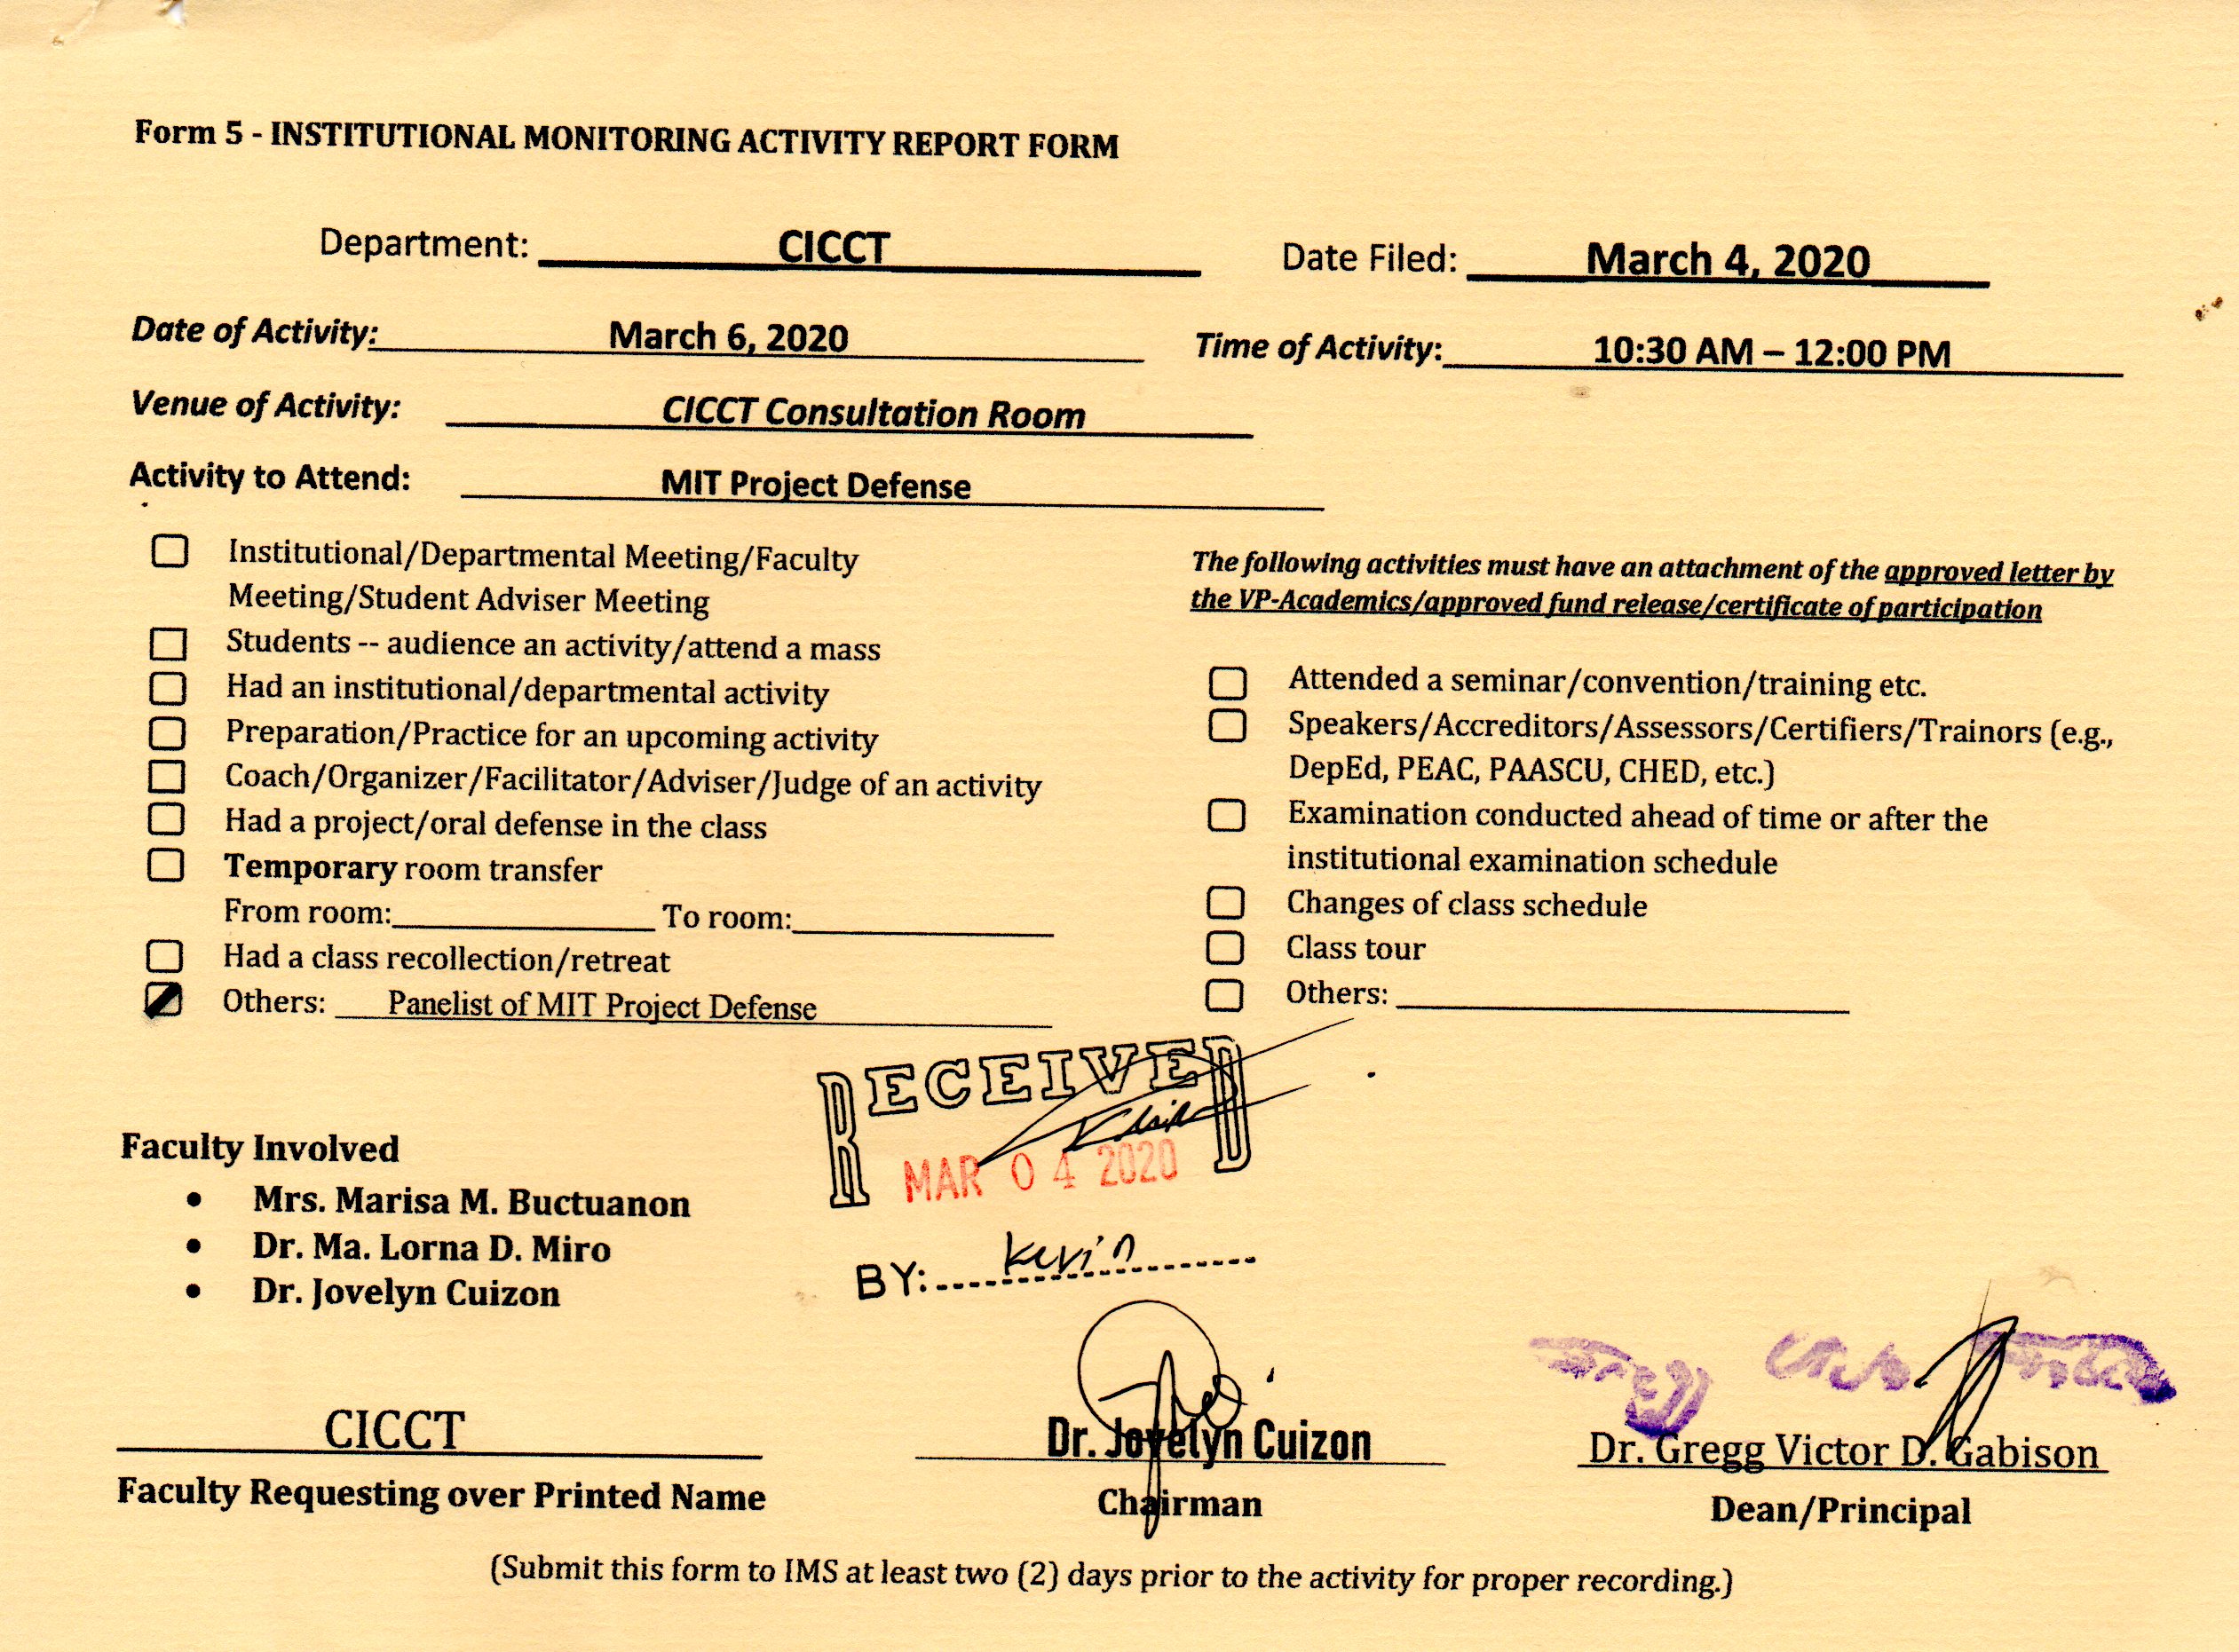 Form 5 - INSTITUTIONAL MONITORING ACTIVITY REPORT FORM
Department: CICCT
Date Filed: March 4, 2020
Date of Activity: March 6, 2020
Time of Activity: 10:30 AM – 12:00 PM
Venue of Activity: CICCT Consultation Room
Activity to Attend: MIT Project Defense
Institutional/Departmental Meeting/Faculty
Meeting/Student Adviser Meeting
Students -- audience an activity/attend a mass
Had an institutional/departmental activity
Preparation/Practice for an upcoming activity
Coach/Organizer/Facilitator/Adviser/Judge of an activity
Had a project/oral defense in the class
Temporary room transfer
From room: To room:
Had a class recollection/retreat
Others: Panelist of MIT Project Defense
The following activities must have an attachment of the approved letter by
the VP-Academics/approved fund release/certificate of participation
Attended a seminar/convention/training etc.
Speakers/Accreditors/Assessors/Certifiers/Trainors (e.g.,
DepEd, PEAC, PAASCU, CHED, etc.)
Examination conducted ahead of time or after the
institutional examination schedule
Changes of class schedule
Class tour
Others:
RECEIVED
MAR 04 2020
BY: Kevin
Faculty Involved
• Mrs. Marisa M. Buctuanon
• Dr. Ma. Lorna D. Miro
• Dr. Jovelyn Cuizon
CICCT
Faculty Requesting over Printed Name
Dr. Jovelyn Cuizon
Chairman
Dr. Gregg Victor D. Gabison
Dean/Principal
(Submit this form to IMS at least two (2) days prior to the activity for proper recording.)